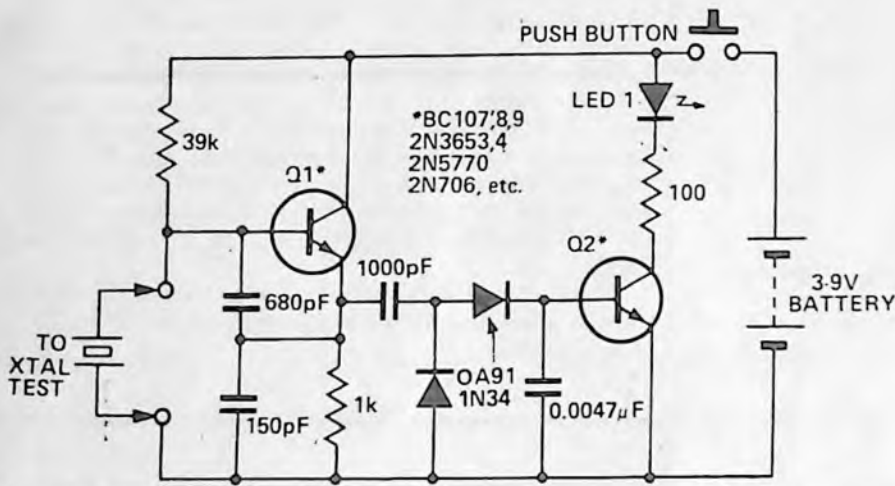 PUSH BUTTON
LED 1
39k
*BC107,8,9
2N3653,4
2N5770
2N706, etc.
Q1*
100
Q2*
1000pF
680pF
3-9V
BATTERY
TO
XTAL
TEST
OA91
1N34
150pF
1k
0.0047µF